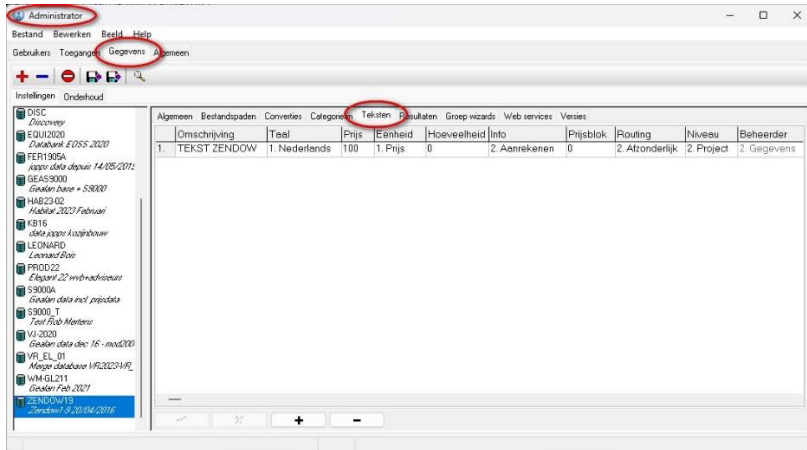 Administrator
Bestand Bewerken Beeld Help
Gebruikers Toegangen Gegevens Algemeen
Instellingen Onderhoud
Algemeen Bestandspaden Converties Categorieën Teksten Resultaten Groep wizards Web services Versies
Omschrijving Taal Prijs Eenheid Hoeveelheid Info Prijsblok Routing Niveau Beheerder
1. TEKST ZENDOW 1. Nederlands 100 1. Prijs 0 2. Aanrekenen 0 2. Afzonderlijk 2. Project 2. Gegevens
DISC
Discovery
EQUI2020
Databank EOSS 2020
FER1905A
jopps data depuis 14/05/2015
GEAS9000
Gealan base + S9000
HAB23-02
Habitat 2023 Februari
KB16
data jopps kozijnbouw
LEONARD
Leonard Bois
PROD22
Elegant 22 wvb+adviseurs
S9000A
Gealan data incl. prijsdata
S9000_T
Test Rob Mertens
VJ-2020
Gealan data dec 16 - mod200
VR_EL_01
Merge database VR2023-VR_
WM-GL211
Gealan Feb 2021
ZENDOW19
Zendow1-9 20/04/2016